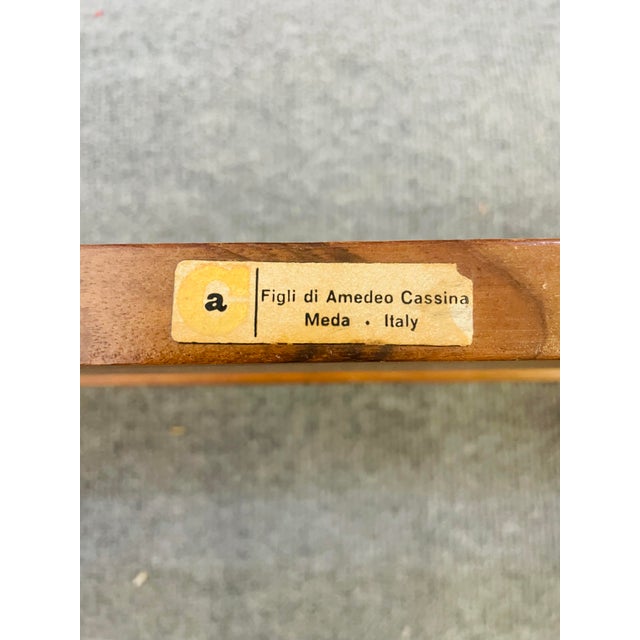 a
Figli di Amedeo Cassina
Meda • Italy